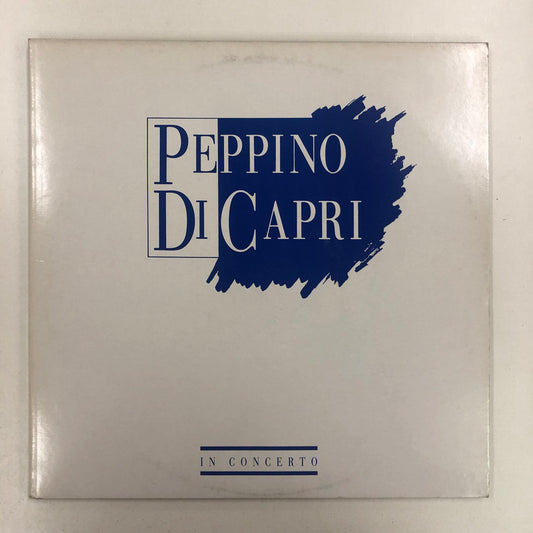 PEPPINO
DI CAPRI
IN CONCERTO